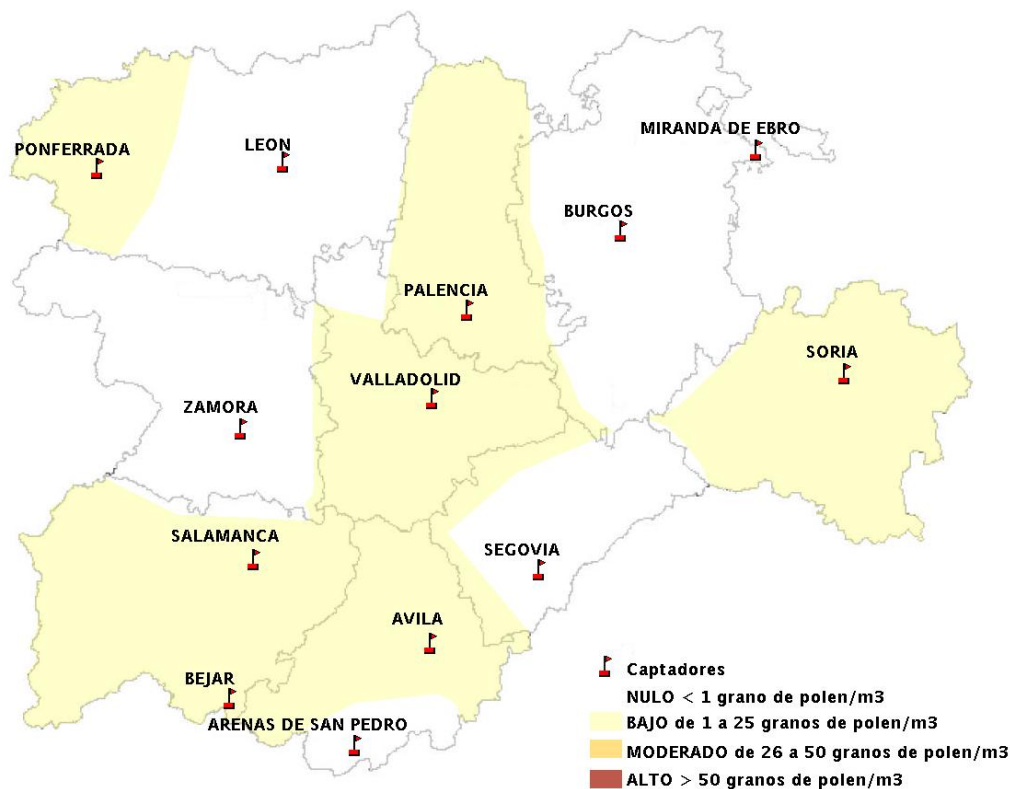 MIRANDA DE EBRO
PONFERRADA
LEON
BURGOS
PALENCIA
SORIA
VALLADOLID
ZAMORA
SALAMANCA
SEGOVIA
AVILA
BEJAR
ARENAS DE SAN PEDRO
Captadores
NULO < 1 grano de polen/m3
BAJO de 1 a 25 granos de polen/m3
MODERADO de 26 a 50 granos de polen/m3
ALTO > 50 granos de polen/m3